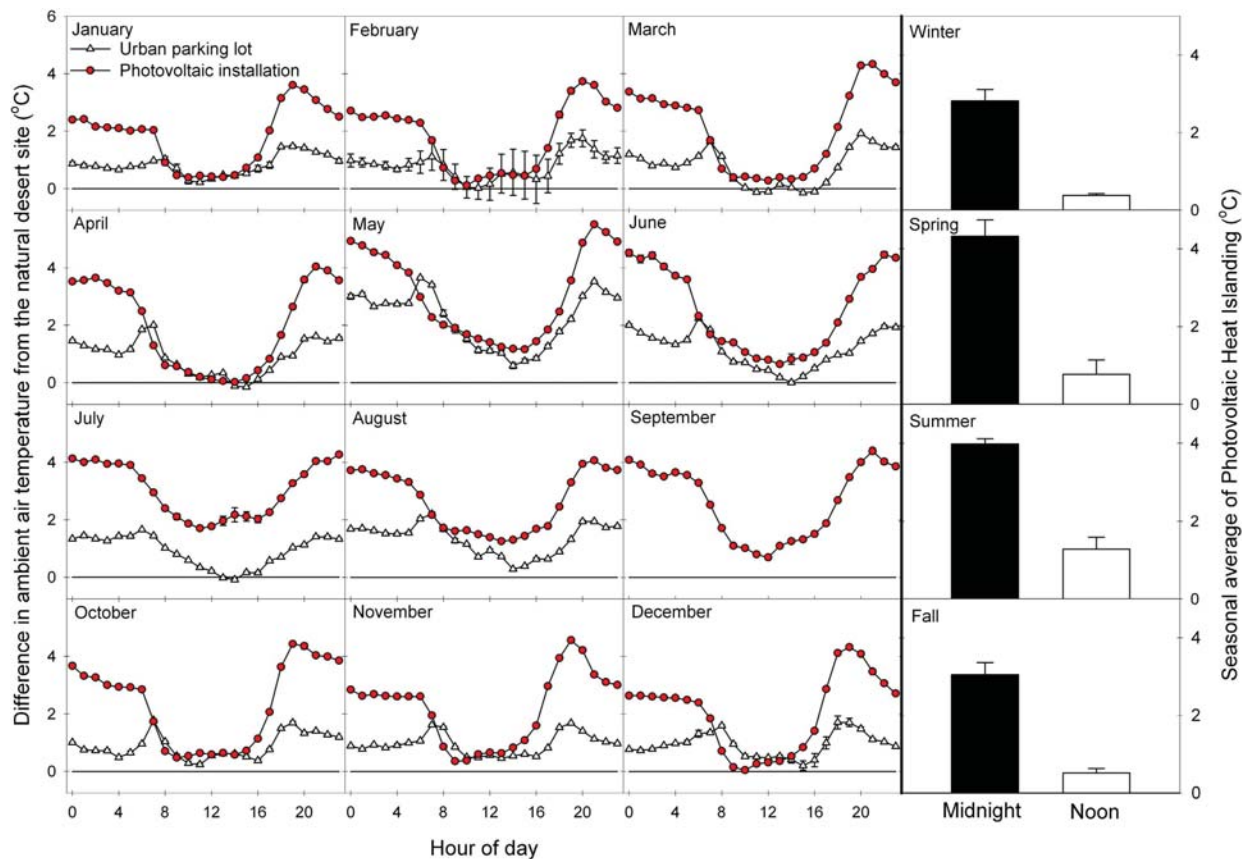 Difference in ambient air temperature from the natural desert site (°C)
6
4
2
0
January
Urban parking lot
Photovoltaic installation
February
March
Winter
4
2
0
4
2
0
April
May
June
Spring
4
2
0
4
2
0
July
August
September
Summer
4
2
0
4
2
0
October
November
December
Fall
4
2
0
0 4 8 12 16 20
0 4 8 12 16 20
0 4 8 12 16 20
Midnight Noon
Hour of day
Seasonal average of Photovoltaic Heat Islanding (°C)